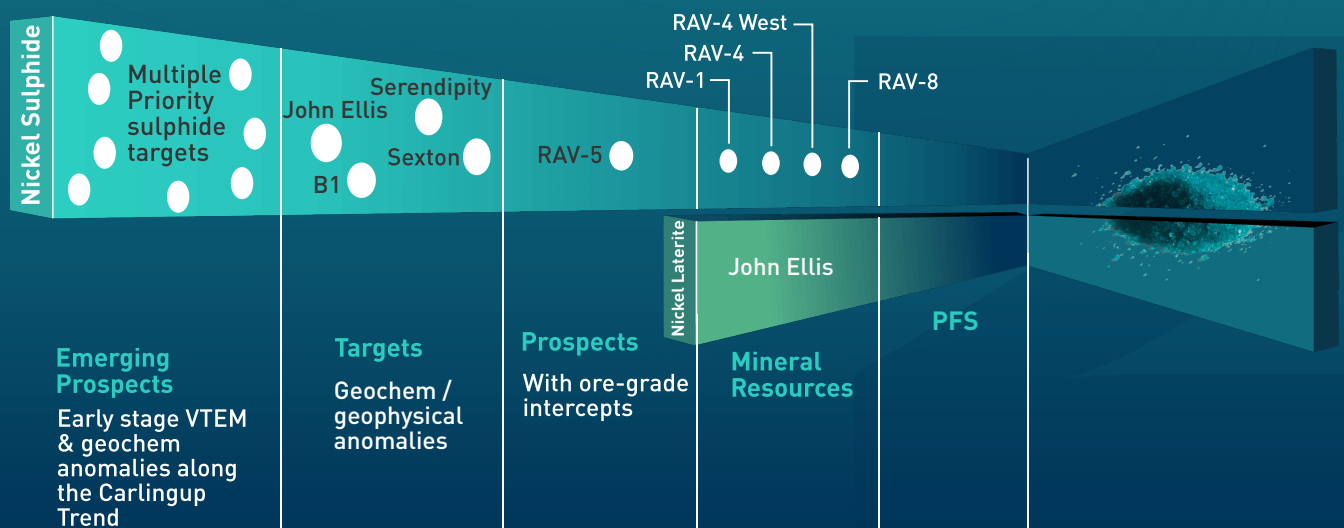 Nickel Sulphide
Multiple
Priority
sulphide
targets
John Ellis
Serendipity
Sexton
B1
RAV-5
RAV-4 West
RAV-4
RAV-1
RAV-8
Nickel Laterite
John Ellis
Emerging
Prospects
Early stage VTEM
& geochem
anomalies along
the Carlingup
Trend
Targets
Geochem /
geophysical
anomalies
Prospects
With ore-grade
intercepts
Mineral
Resources
PFS